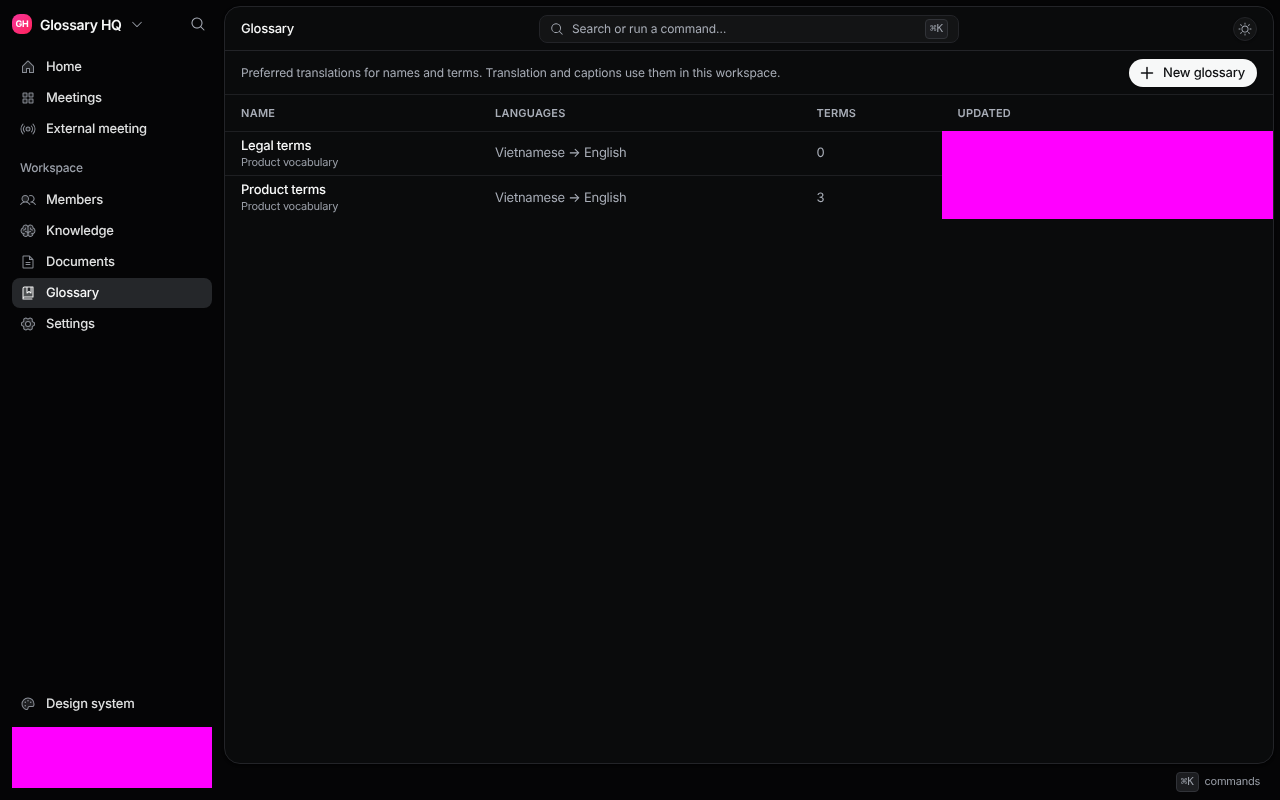 GH Glossary HQ
Home
Meetings
External meeting
Workspace
Members
Knowledge
Documents
Glossary
Settings
Design system
Glossary
Search or run a command...
⌘K
Preferred translations for names and terms. Translation and captions use them in this workspace.
New glossary
NAME LANGUAGES TERMS UPDATED
Legal terms
Product vocabulary
Vietnamese → English
0
Product terms
Product vocabulary
Vietnamese → English
3
⌘K commands